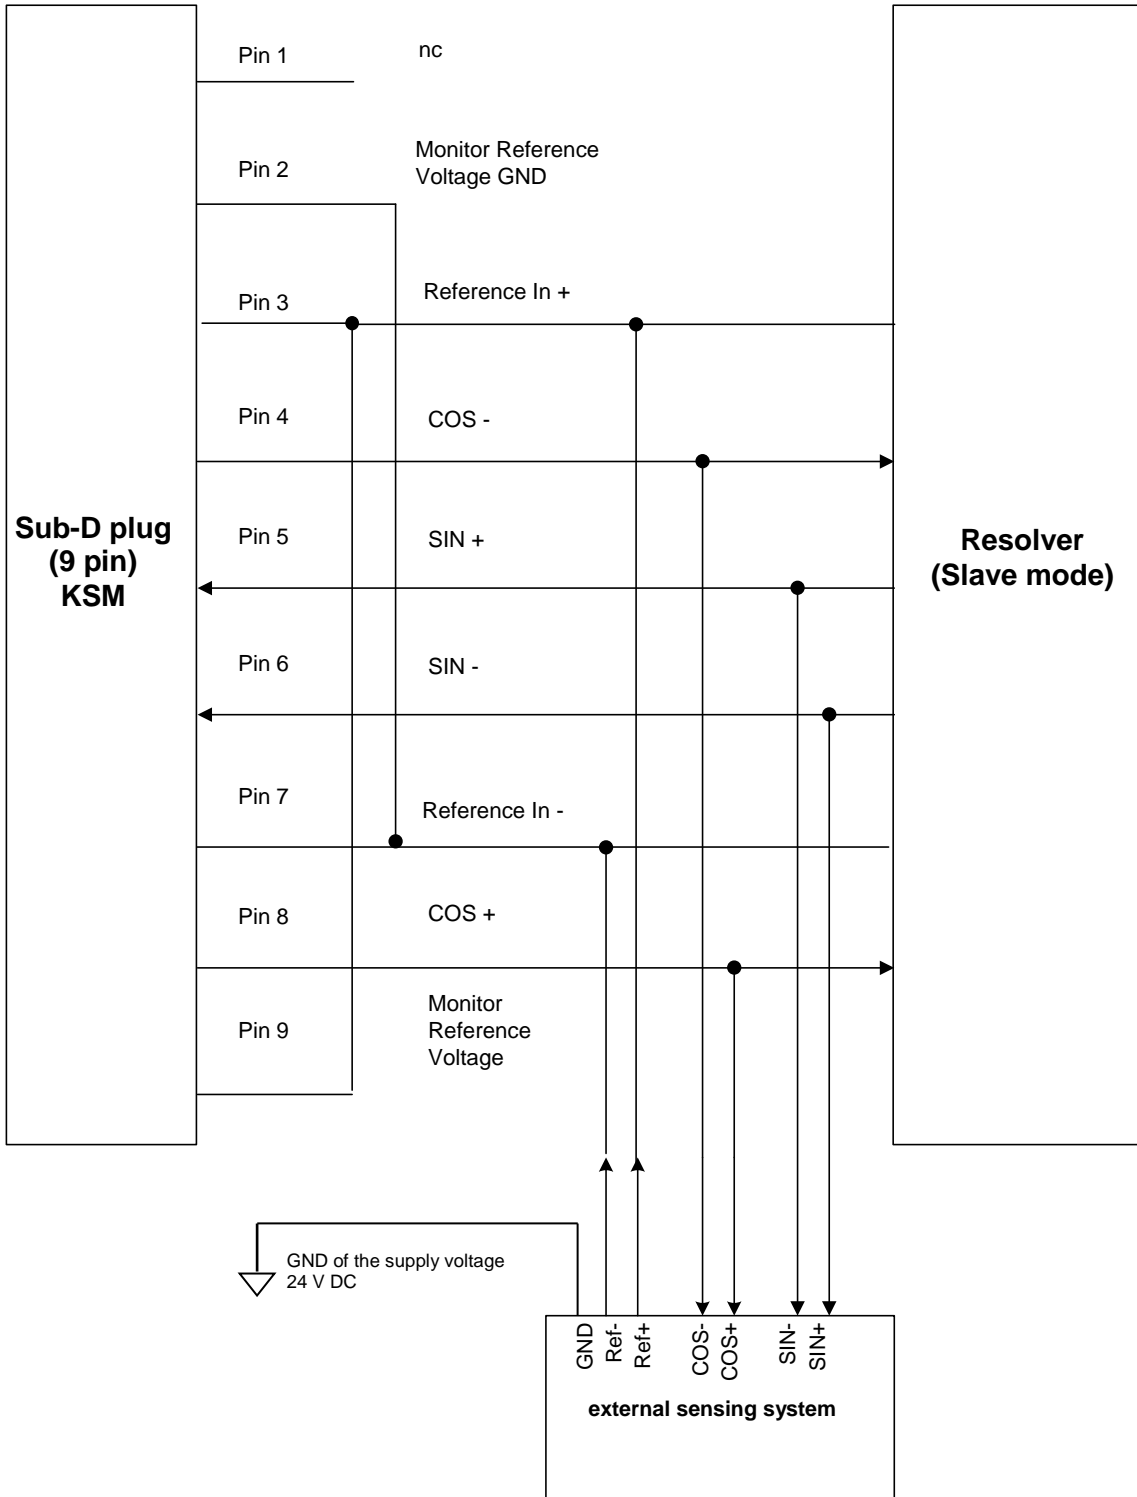 Pin 1
nc
Pin 2
Monitor Reference
Voltage GND
Pin 3
Reference In +
Pin 4
COS -
Sub-D plug
(9 pin)
KSM
Pin 5
SIN +
Resolver
(Slave mode)
Pin 6
SIN -
Pin 7
Reference In -
Pin 8
COS +
Pin 9
Monitor
Reference
Voltage
GND of the supply voltage
24 V DC
GND
Ref-
Ref+
COS-
COS+
SIN-
SIN+
external sensing system